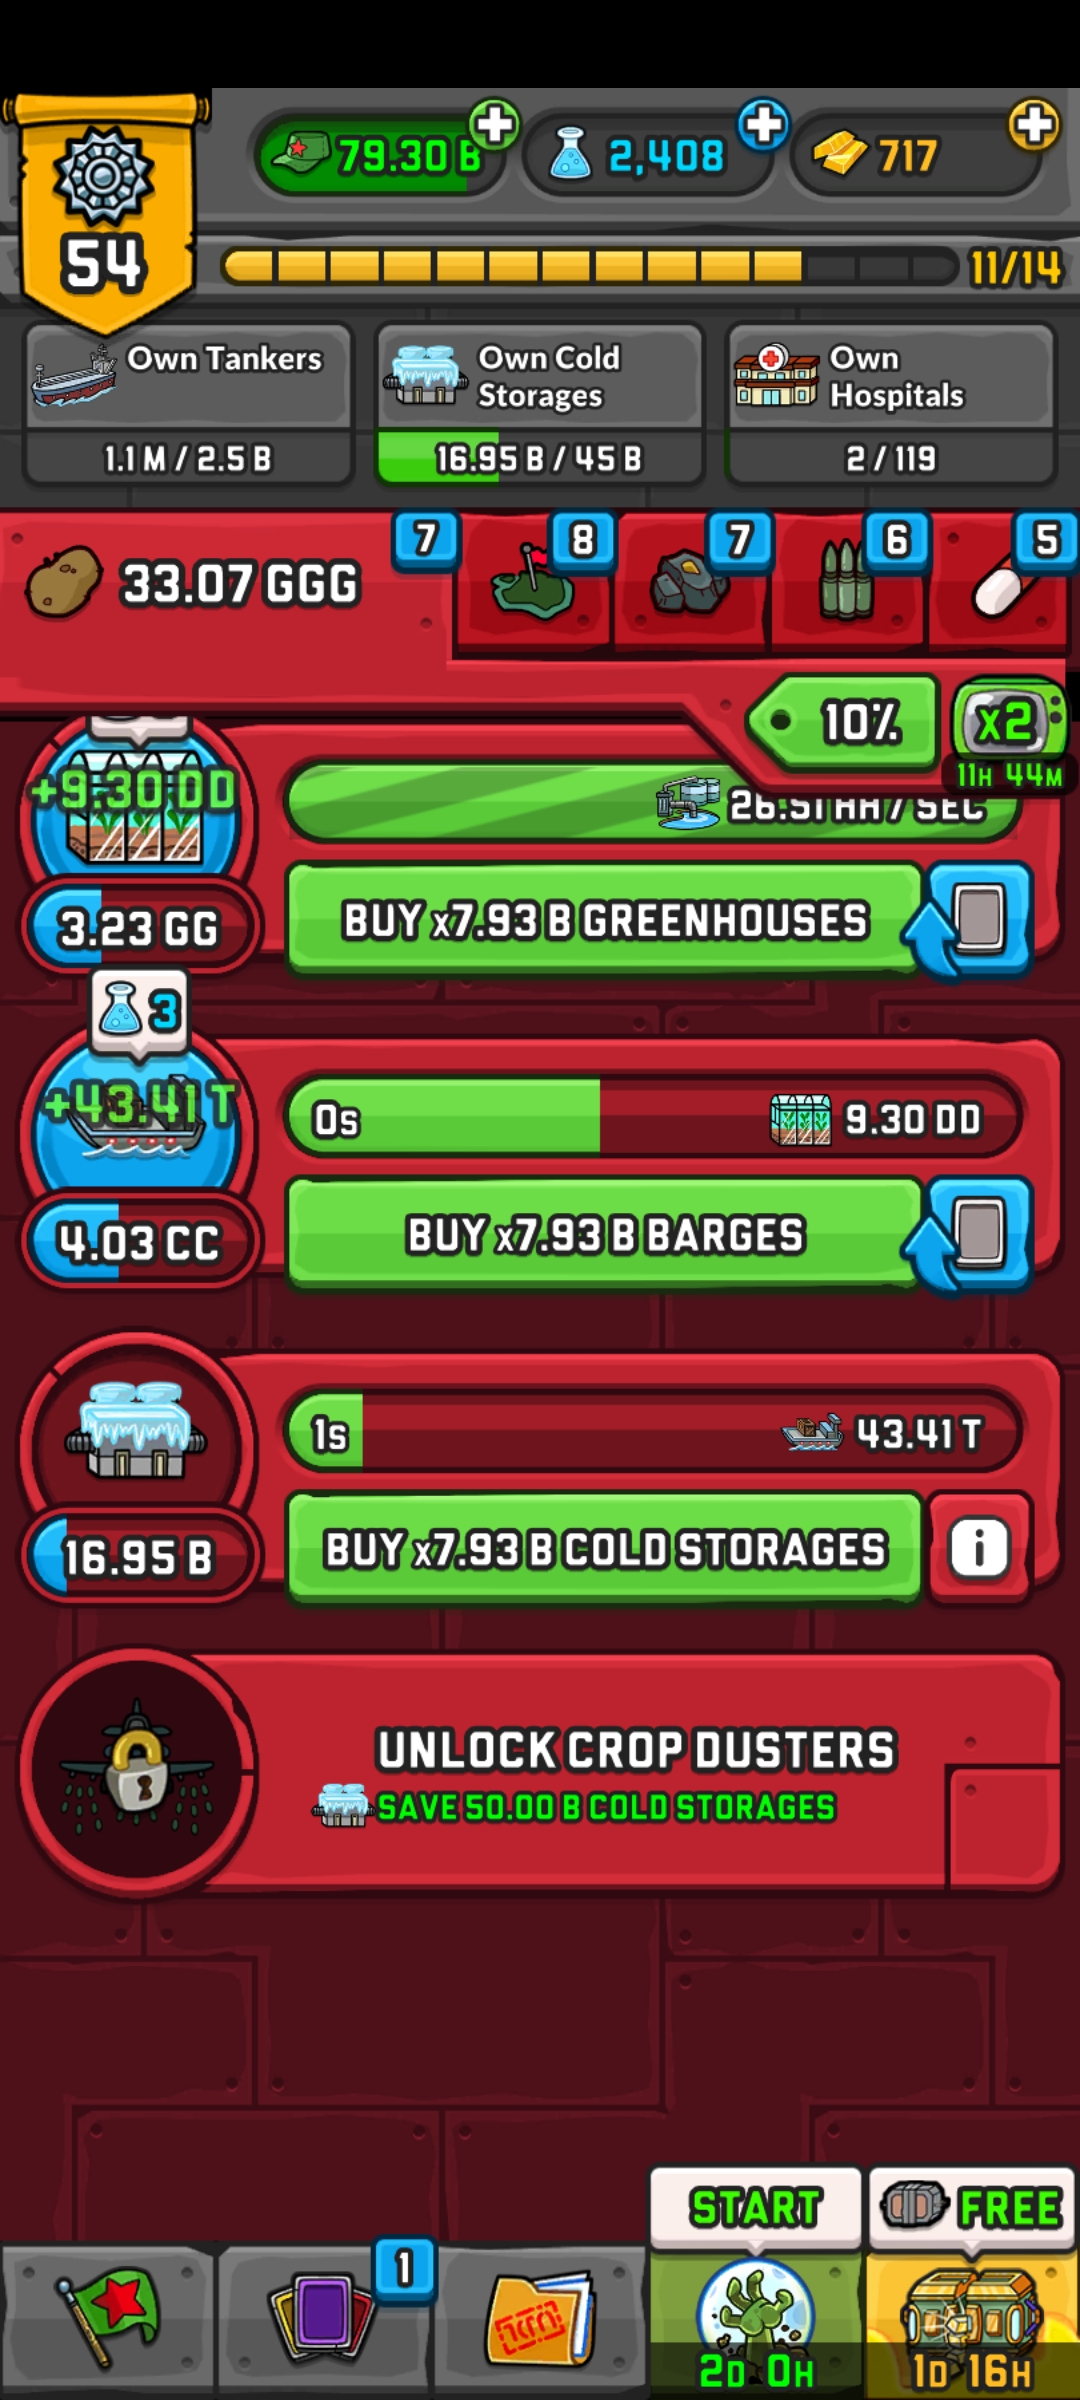 79.30 B
2,408
717
54
11/14
Own Tankers
1.1 M / 2.5 B
Own Cold
Storages
16.95 B / 45 B
Own
Hospitals
2 / 119
33.07 GGG
7
8
7
6
5
10%
x2
11H 44M
+9.30 DD
26.51 HH / SEC
3.23 GG
BUY x7.93 B GREENHOUSES
3
+43.41 T
0s
9.30 DD
4.03 CC
BUY x7.93 B BARGES
1s
43.41 T
16.95 B
BUY x7.93 B COLD STORAGES
i
UNLOCK CROP DUSTERS
SAVE 50.00 B COLD STORAGES
1
START
2D 0H
FREE
1D 16H